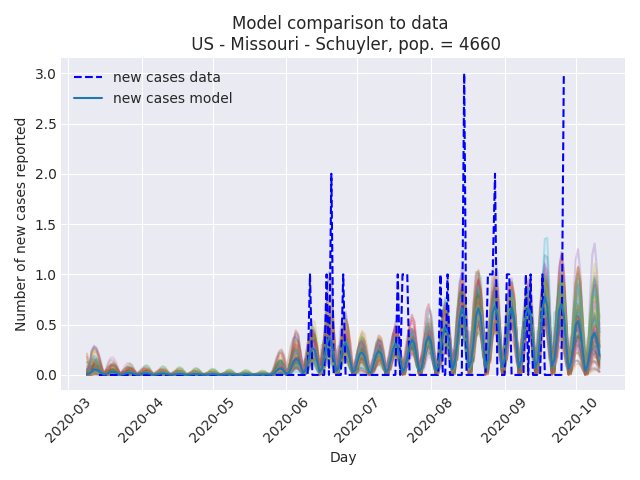 Model comparison to data
US - Missouri - Schuyler, pop. = 4660
new cases data
new cases model
Number of new cases reported
3.0
2.5
2.0
1.5
1.0
0.5
0.0
2020-03
2020-04
2020-05
2020-06
2020-07
2020-08
2020-09
2020-10
Day